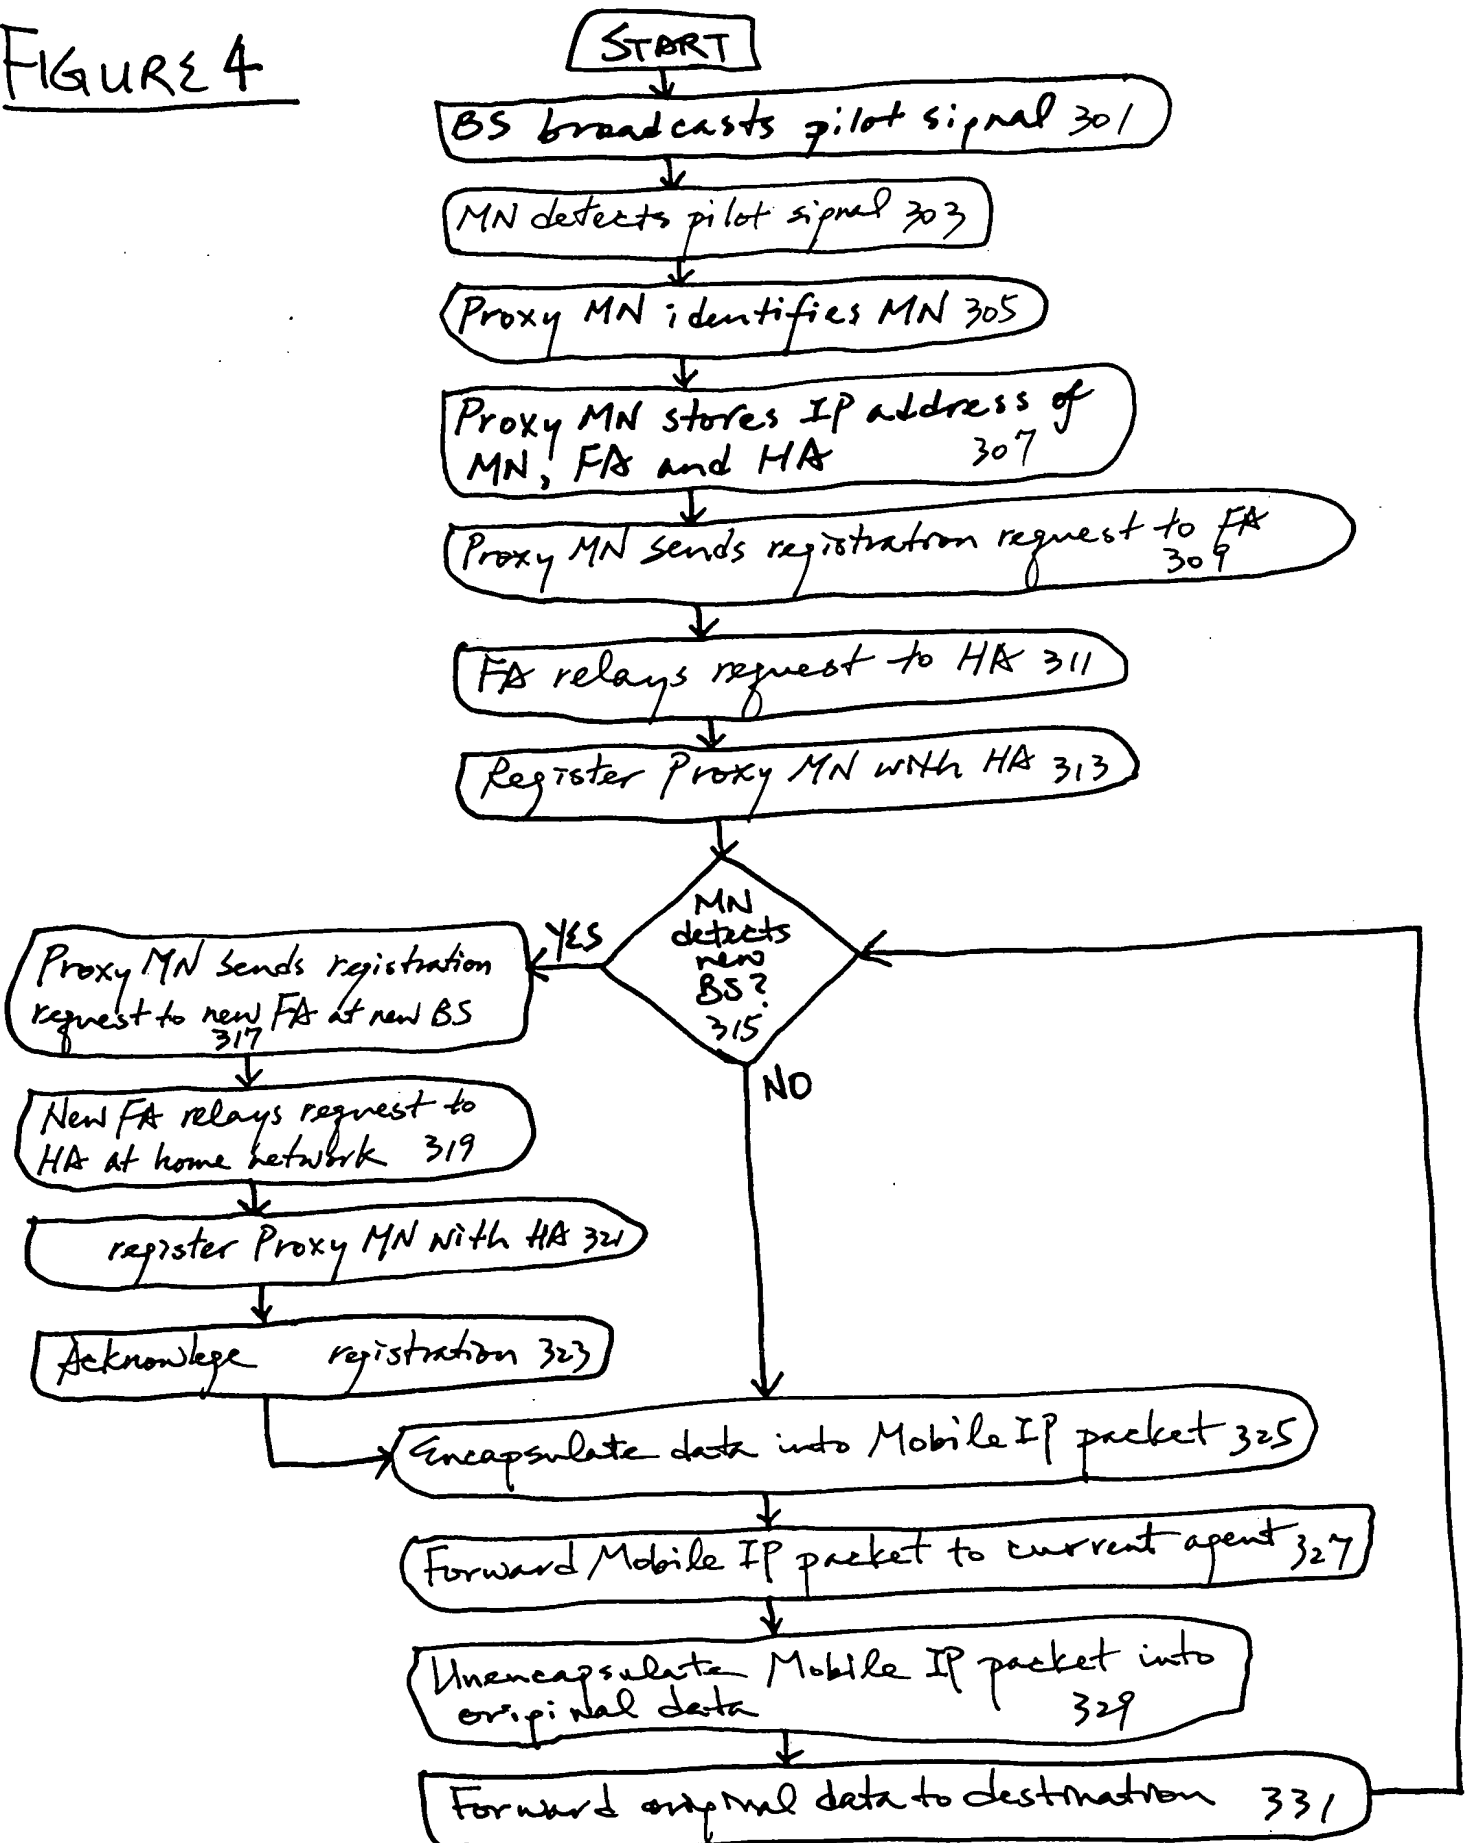 FIGURE 4
START
BS broadcasts pilot signal 301
MN detects pilot signal 303
Proxy MN identifies MN 305
Proxy MN stores IP address of
MN, FA and HA 307
Proxy MN sends registration request to FA
309
FA relays request to HA 311
Register Proxy MN with HA 313
MN
detects
new
BS?
315
YES
NO
Proxy MN sends registration
request to new FA at new BS
317
New FA relays request to
HA at home network 319
register Proxy MN with HA 321
Acknowlege registration 323
Encapsulate data into Mobile IP packet 325
Forward Mobile IP packet to current agent 327
Unencapsulate Mobile IP packet into
original data 329
Forward original data to destination 331